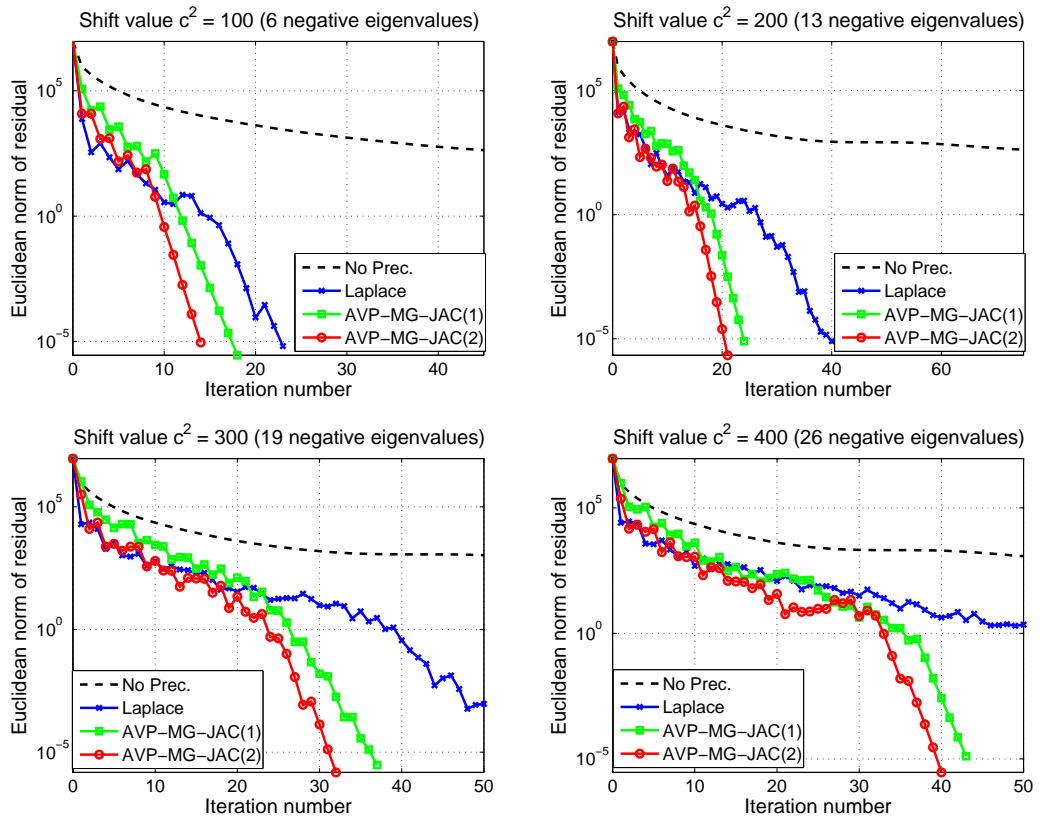 Shift value c² = 100 (6 negative eigenvalues)
Euclidean norm of residual
10⁵
10⁰
10⁻⁵
0 10 20 30 40
Iteration number
No Prec.
Laplace
AVP−MG−JAC(1)
AVP−MG−JAC(2)
Shift value c² = 200 (13 negative eigenvalues)
Euclidean norm of residual
10⁵
10⁰
10⁻⁵
0 20 40 60
Iteration number
No Prec.
Laplace
AVP−MG−JAC(1)
AVP−MG−JAC(2)
Shift value c² = 300 (19 negative eigenvalues)
Euclidean norm of residual
10⁵
10⁰
10⁻⁵
0 10 20 30 40 50
Iteration number
No Prec.
Laplace
AVP−MG−JAC(1)
AVP−MG−JAC(2)
Shift value c² = 400 (26 negative eigenvalues)
Euclidean norm of residual
10⁵
10⁰
10⁻⁵
0 10 20 30 40 50
Iteration number
No Prec.
Laplace
AVP−MG−JAC(1)
AVP−MG−JAC(2)